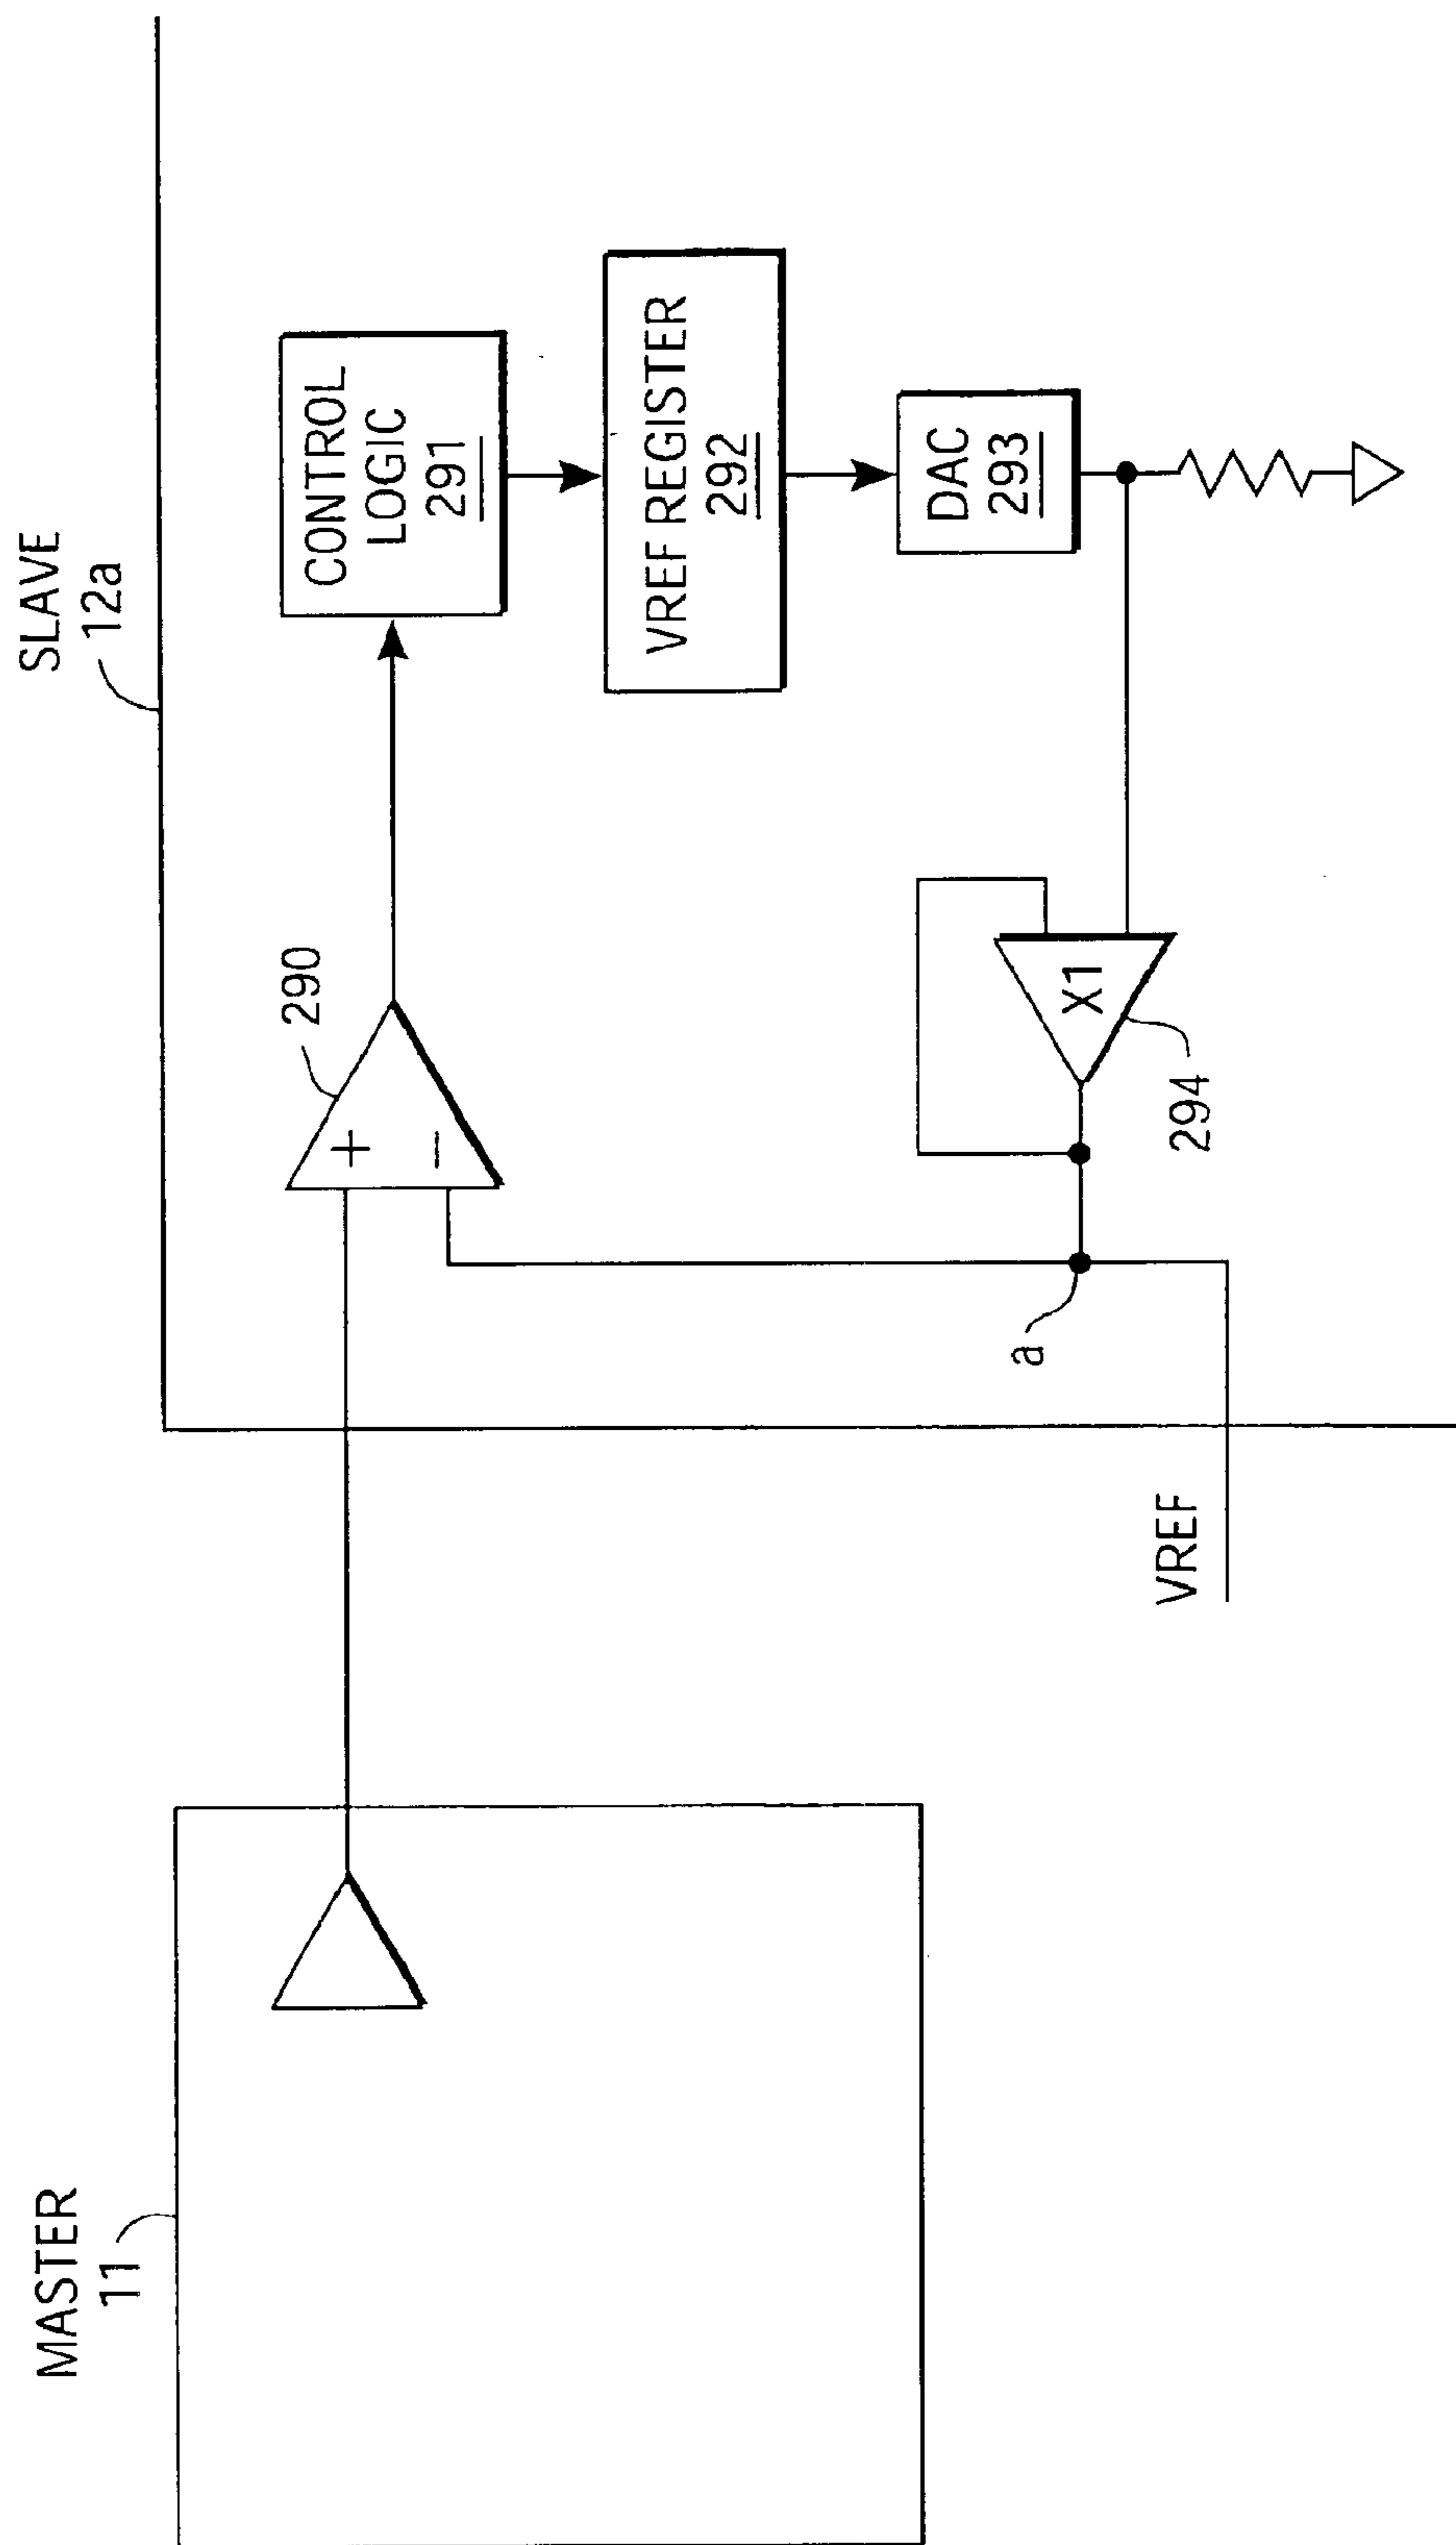 MASTER
11
SLAVE
12a
290
+
−
CONTROL
LOGIC
291
VREF REGISTER
292
DAC
293
X1
294
a
VREF